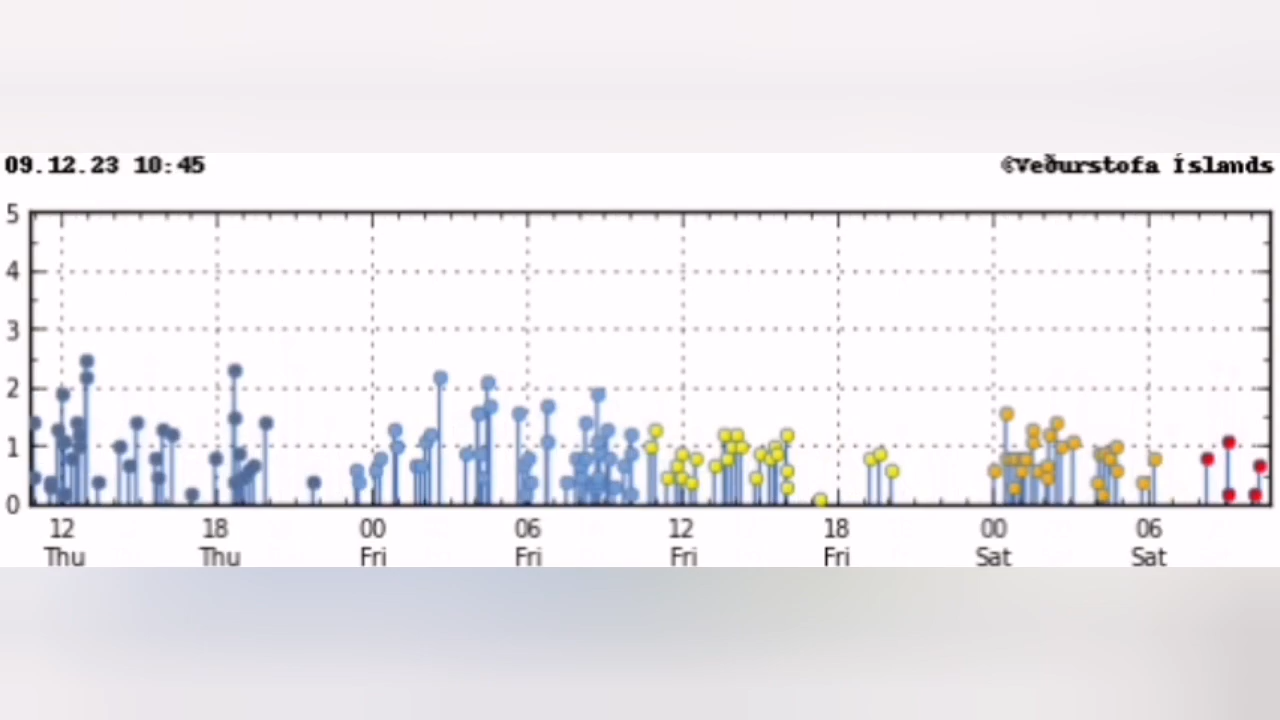 09.12.23 10:45
©Veðurstofa Íslands
5
4
3
2
1
0
12 18 00 06 12 18 00 06
Thu Thu Fri Fri Fri Fri Sat Sat